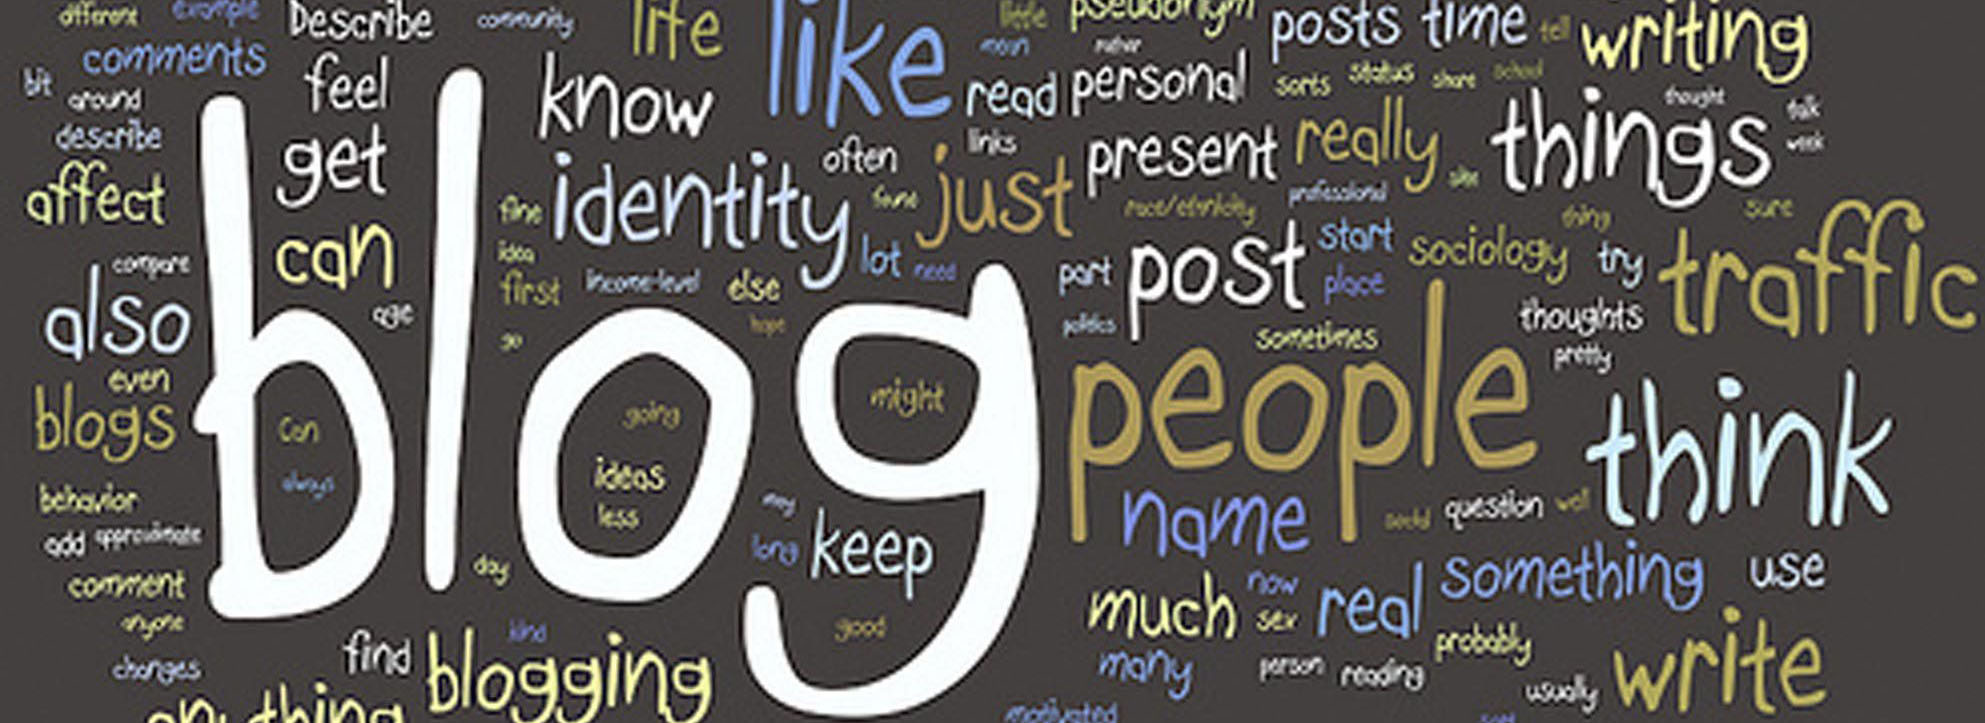 different example Describe community life like little pseudonym posts time tell writing
comments feel know mean rather read personal sorts status share school
bit around thought talk
describe get often links present really things week
affect identity fine found just race/ethnicity professional site sure
can idea lot need start sociology thing try traffic
compare first income-level else part post place
also age hope politics thoughts
go sometimes pretty
even blog people think
blogs Can going might
always ideas
behavior less may name social question well
add approximate long keep
comment day much now real something use
anyone kind good sex probably
changes find blogging many person reading write
anything usually
motivated